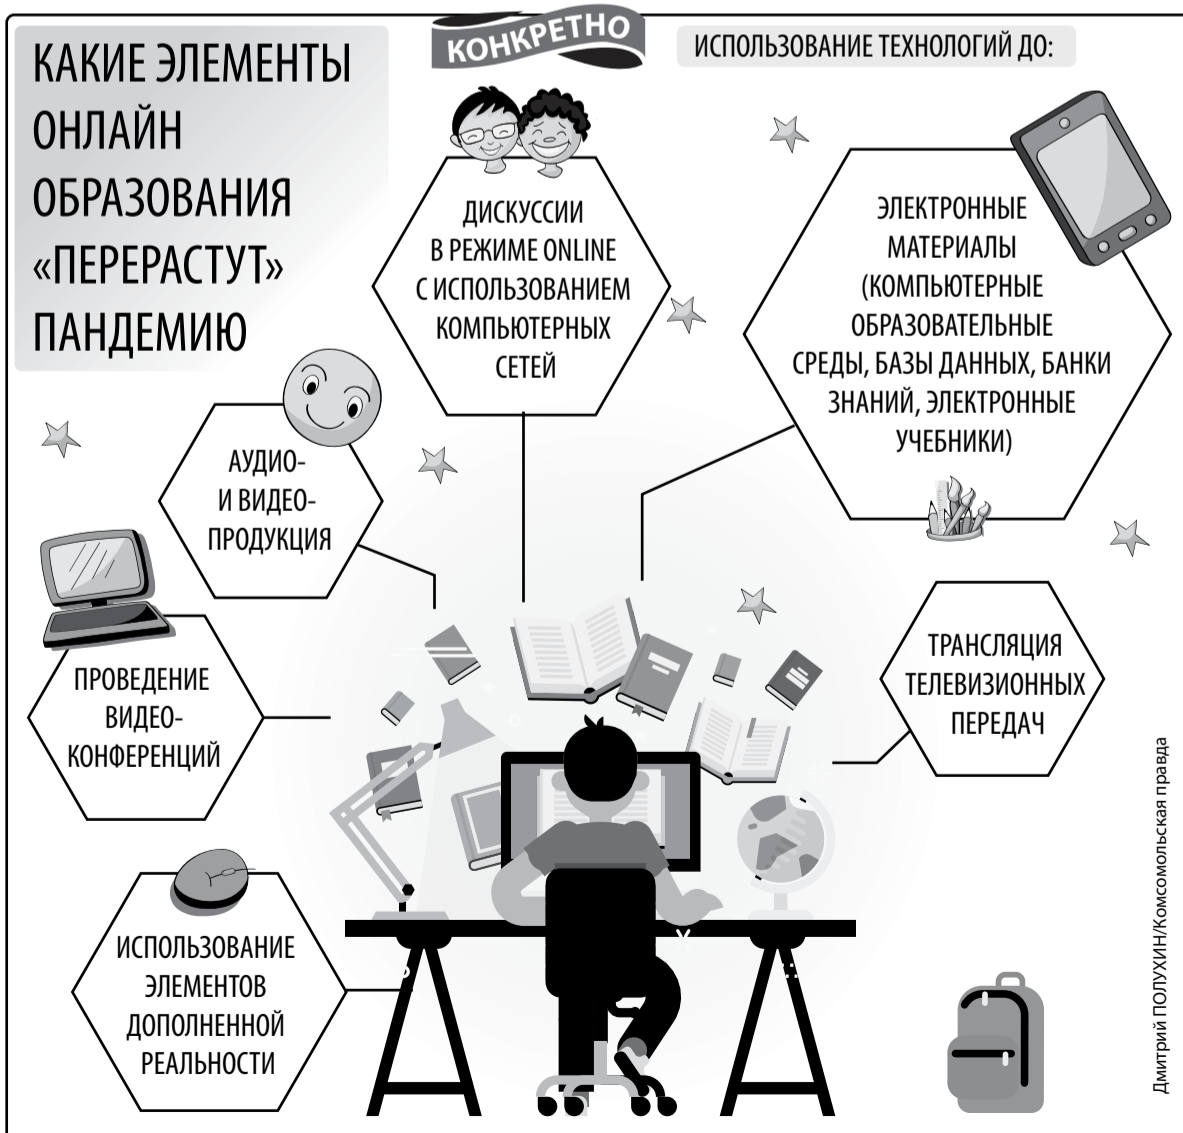 КОНКРЕТНО
КАКИЕ ЭЛЕМЕНТЫ
ОНЛАЙН
ОБРАЗОВАНИЯ
«ПЕРЕРАСТУТ»
ПАНДЕМИЮ
ИСПОЛЬЗОВАНИЕ ТЕХНОЛОГИЙ ДО:
ДИСКУССИИ
В РЕЖИМЕ ONLINE
С ИСПОЛЬЗОВАНИЕМ
КОМПЬЮТЕРНЫХ
СЕТЕЙ
ЭЛЕКТРОННЫЕ
МАТЕРИАЛЫ
(КОМПЬЮТЕРНЫЕ
ОБРАЗОВАТЕЛЬНЫЕ
СРЕДЫ, БАЗЫ ДАННЫХ, БАНКИ
ЗНАНИЙ, ЭЛЕКТРОННЫЕ
УЧЕБНИКИ)
АУДИО-
И ВИДЕО-
ПРОДУКЦИЯ
ПРОВЕДЕНИЕ
ВИДЕО-
КОНФЕРЕНЦИЙ
ТРАНСЛЯЦИЯ
ТЕЛЕВИЗИОННЫХ
ПЕРЕДАЧ
ИСПОЛЬЗОВАНИЕ
ЭЛЕМЕНТОВ
ДОПОЛНЕННОЙ
РЕАЛЬНОСТИ
Дмитрий ПОЛУХИН/Комсомольская правда